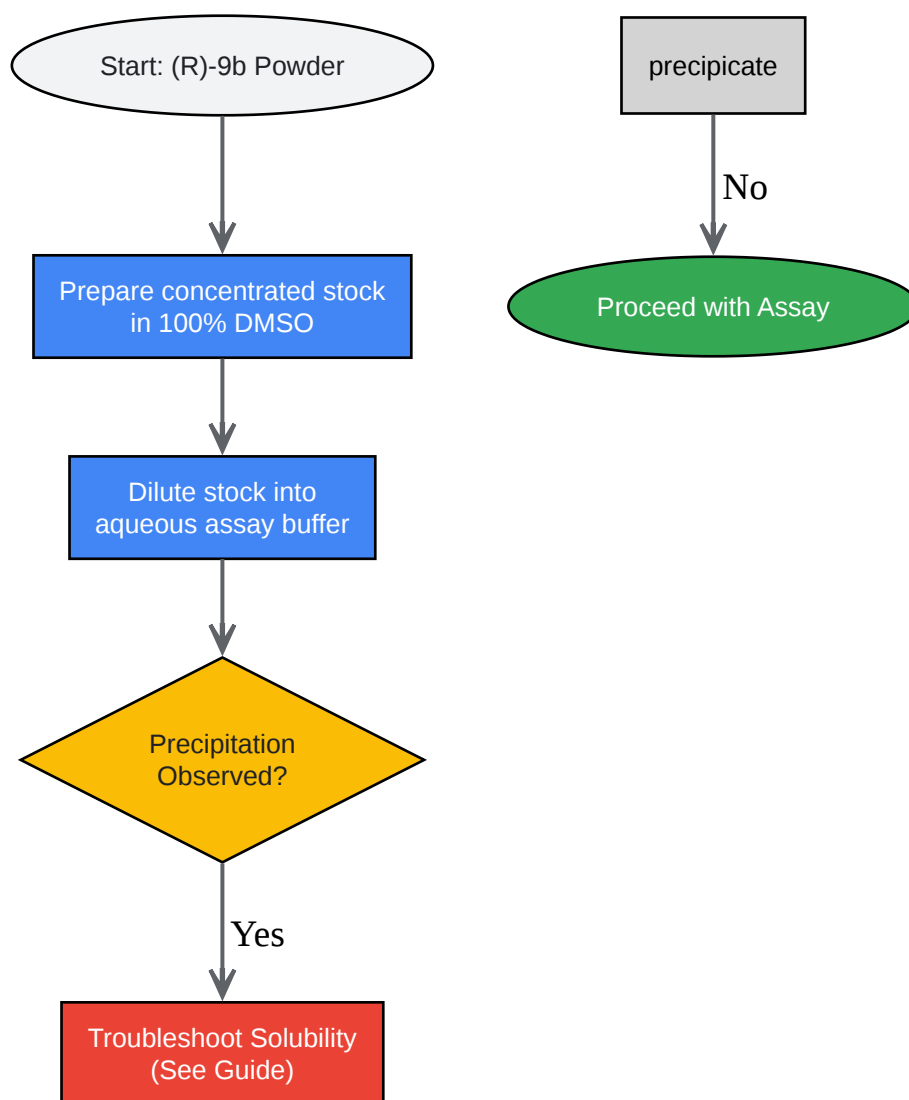 Start: (R)-9b Powder
precipicate
No
Prepare concentrated stock
in 100% DMSO
Proceed with Assay
Dilute stock into
aqueous assay buffer
Precipitation
Observed?
Yes
Troubleshoot Solubility
(See Guide)